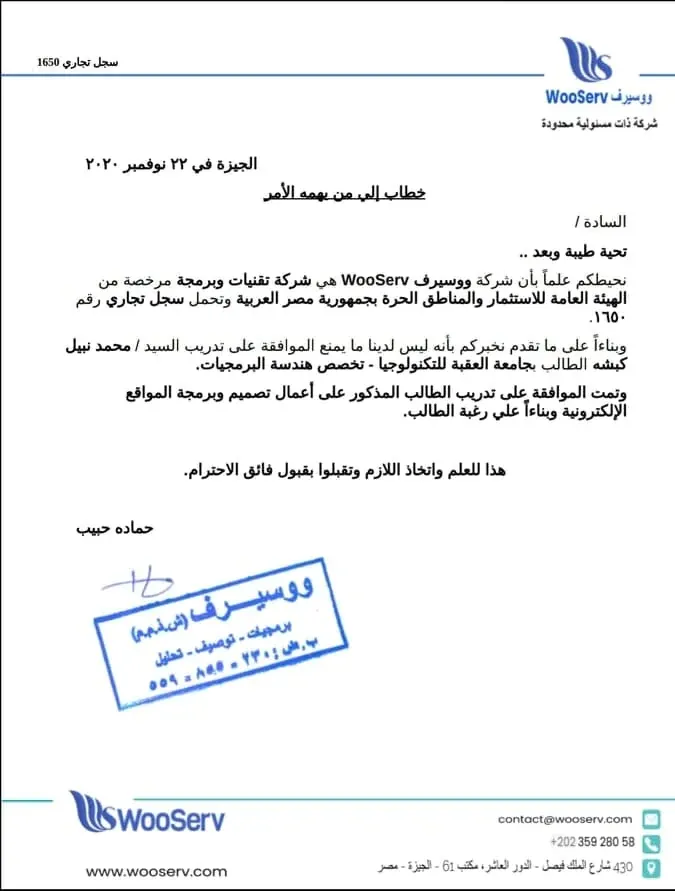 سجل تجاري 1650
WooServ ووسيرف
شركة ذات مسئولية محدودة
الجيزة في ٢٢ نوفمبر ٢٠٢٠
خطاب إلي من يهمه الأمر
السادة /
تحية طيبة وبعد ..
نحيطكم علماً بأن شركة ووسيرف WooServ هي شركة تقنيات وبرمجة مرخصة من
الهيئة العامة للاستثمار والمناطق الحرة بجمهورية مصر العربية وتحمل سجل تجاري رقم
١٦٥٠.
وبناءاً على ما تقدم نخبركم بأنه ليس لدينا ما يمنع الموافقة على تدريب السيد / محمد نبيل
كبشه الطالب بجامعة العقبة للتكنولوجيا - تخصص هندسة البرمجيات.
وتمت الموافقة على تدريب الطالب المذكور على أعمال تصميم وبرمجة المواقع
الإلكترونية وبناءاً علي رغبة الطالب.
هذا للعلم واتخاذ اللازم وتقبلوا بقبول فائق الاحترام.
حماده حبيب
ووسيرف (ش.ذ.م.م)
برمجيات - توصيف - تحليل
ب. ض : ٢٣٠ - ٨٥٥ - ٥٥٩
WooServ
www.wooserv.com
contact@wooserv.com
+202 359 280 58
430 شارع الملك فيصل - الدور العاشر، مكتب 61 - الجيزة - مصر